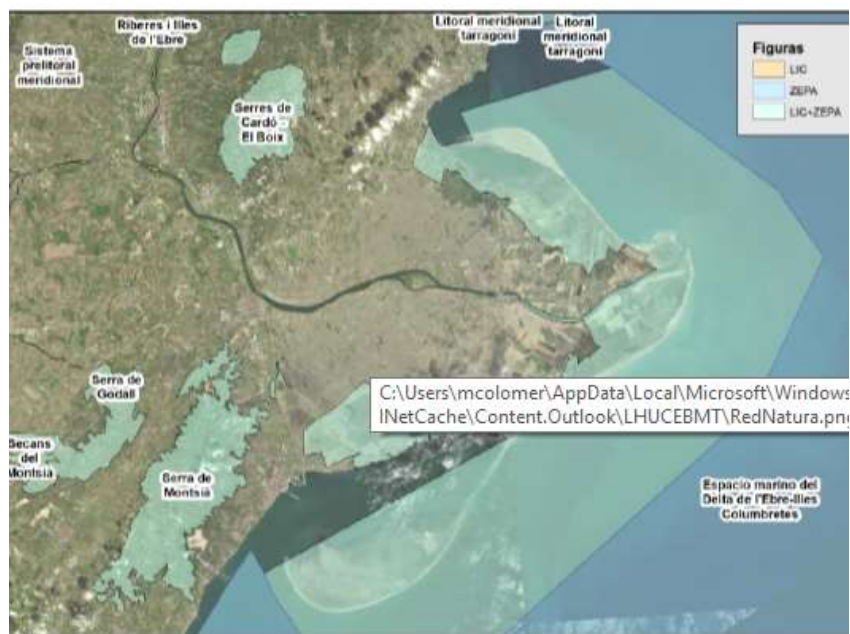 Riberes i Illes
de l'Ebre
Litoral meridional
tarragoní
Litoral
meridional
tarragoní
Sistema
prelitoral
meridional
Serres de
Cardó -
El Boix
Figuras
LIC
ZEPA
LIC+ZEPA
Serra de
Godall
Secans
del
Montsià
Serra de
Montsià
C:\Users\mcolomer\AppData\Local\Microsoft\Windows
INetCache\Content.Outlook\LHUCEBMT\RedNatura.png
Espacio marino del
Delta de l'Ebre-Illes
Columbretes